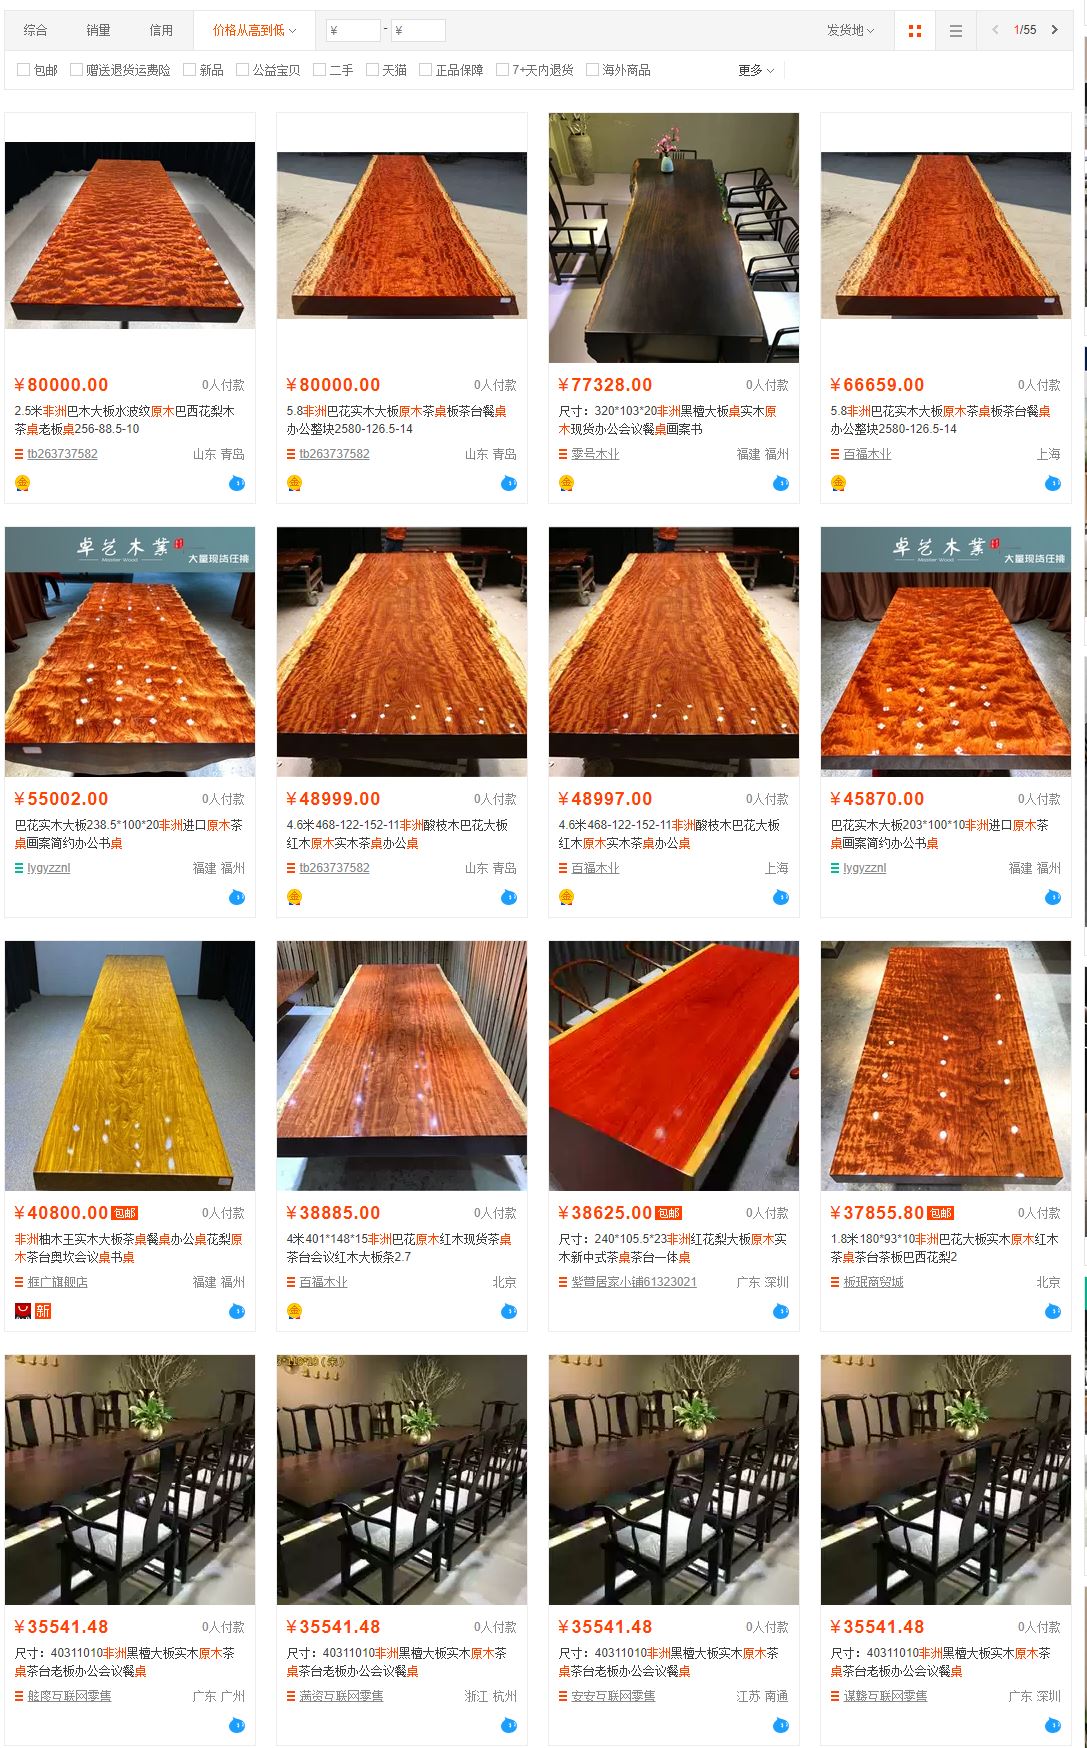 综合 销量 信用 价格从高到低 ¥ - ¥ 发货地 1/55
包邮 赠送退货运费险 新品 公益宝贝 二手 天猫 正品保障 7+天内退货 海外商品 更多
¥80000.00 0人付款
2.5米非洲巴木大板水波纹原木巴西花梨木
茶桌老板桌256-88.5-10
tb263737582 山东 青岛
¥80000.00 0人付款
5.8非洲巴花实木大板原木茶桌板茶台餐桌
办公整块2580-126.5-14
tb263737582 山东 青岛
¥77328.00 0人付款
尺寸：320*103*20非洲黑檀大板桌实木原
木现货办公会议餐桌画案书
零号木业 福建 福州
¥66659.00 0人付款
5.8非洲巴花实木大板原木茶桌板茶台餐桌
办公整块2580-126.5-14
百福木业 上海
卓艺木业
Master Wood
大量现货任摘
¥55002.00 0人付款
巴花实木大板238.5*100*20非洲进口原木茶
桌画案简约办公书桌
lygyzznl 福建 福州
¥48999.00 0人付款
4.6米468-122-152-11非洲酸枝木巴花大板
红木原木实木茶桌办公桌
tb263737582 山东 青岛
¥48997.00 0人付款
4.6米468-122-152-11非洲酸枝木巴花大板
红木原木实木茶桌办公桌
百福木业 上海
卓艺木业
Master Wood
大量现货任摘
¥45870.00 0人付款
巴花实木大板203*100*10非洲进口原木茶
桌画案简约办公书桌
lygyzznl 福建 福州
¥40800.00 包邮 0人付款
非洲柚木王实木大板茶桌餐桌办公桌花梨原
木茶台奥坎会议桌书桌
框广旗舰店 福建 福州
新
¥38885.00 0人付款
4米401*148*15非洲巴花原木红木现货茶桌
茶台会议红木大板条2.7
百福木业 北京
¥38625.00 包邮 0人付款
尺寸：240*105.5*23非洲红花梨大板原木实
木新中式茶桌茶台一体桌
紫萱居家小铺61323021 广东 深圳
¥37855.80 包邮 0人付款
1.8米180*93*10非洲巴花大板实木原木红木
茶桌茶台茶板巴西花梨2
板珉商贸城 北京
¥35541.48 0人付款
尺寸：40311010非洲黑檀大板实木原木茶
桌茶台老板办公会议餐桌
舷廖互联网零售 广东 广州
¥35541.48 0人付款
尺寸：40311010非洲黑檀大板实木原木茶
桌茶台老板办公会议餐桌
满资互联网零售 浙江 杭州
¥35541.48 0人付款
尺寸：40311010非洲黑檀大板实木原木茶
桌茶台老板办公会议餐桌
安安互联网零售 江苏 南通
¥35541.48 0人付款
尺寸：40311010非洲黑檀大板实木原木茶
桌茶台老板办公会议餐桌
互联网零售 广东 深圳